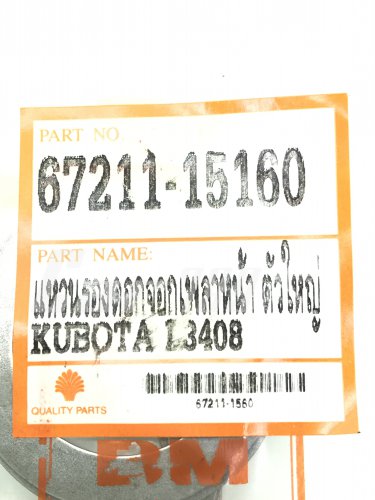 PART NO.
67211-15160
PART NAME:
แหวนรองดอกจอกเพลาหน้า ตัวใหญ่
KUBOTA L3408
QUALITY PARTS
67211-1560
RM